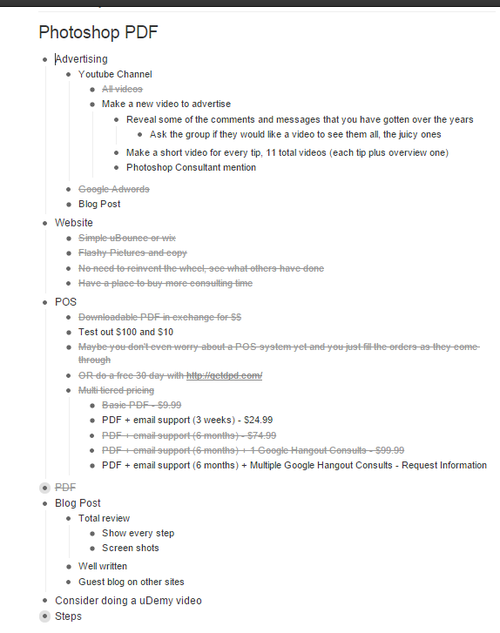 Photoshop PDF
Advertising
Youtube Channel
All videos
Make a new video to advertise
Reveal some of the comments and messages that you have gotten over the years
Ask the group if they would like a video to see them all, the juicy ones
Make a short video for every tip, 11 total videos (each tip plus overview one)
Photoshop Consultant mention
Google Adwords
Blog Post
Website
Simple uBounce or wix
Flashy Pictures and copy
No need to reinvent the wheel, see what others have done
Have a place to buy more consulting time
POS
Downloadable PDF in exchange for $$
Test out $100 and $10
Maybe you don't even worry about a POS system yet and you just fill the orders as they come
through
OR do a free 30 day with http://getdpd.com/
Multi tiered pricing
Basic PDF - $9.99
PDF + email support (3 weeks) - $24.99
PDF + email support (6 months) - $74.99
PDF + email support (6 months) + 1 Google Hangout Consults - $99.99
PDF + email support (6 months) + Multiple Google Hangout Consults - Request Information
PDF
Blog Post
Total review
Show every step
Screen shots
Well written
Guest blog on other sites
Consider doing a uDemy video
Steps